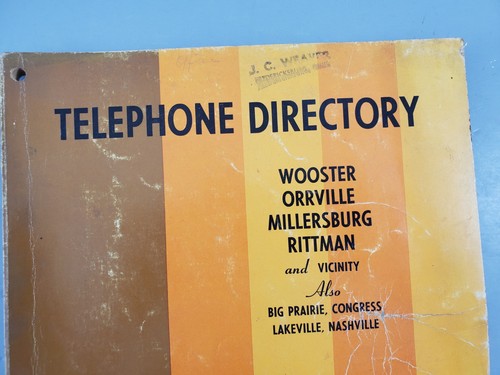 J. C. WEAVER
TELEPHONE DIRECTORY
WOOSTER
ORRVILLE
MILLERSBURG
RITTMAN
and VICINITY
Also
BIG PRAIRIE, CONGRESS
LAKEVILLE, NASHVILLE